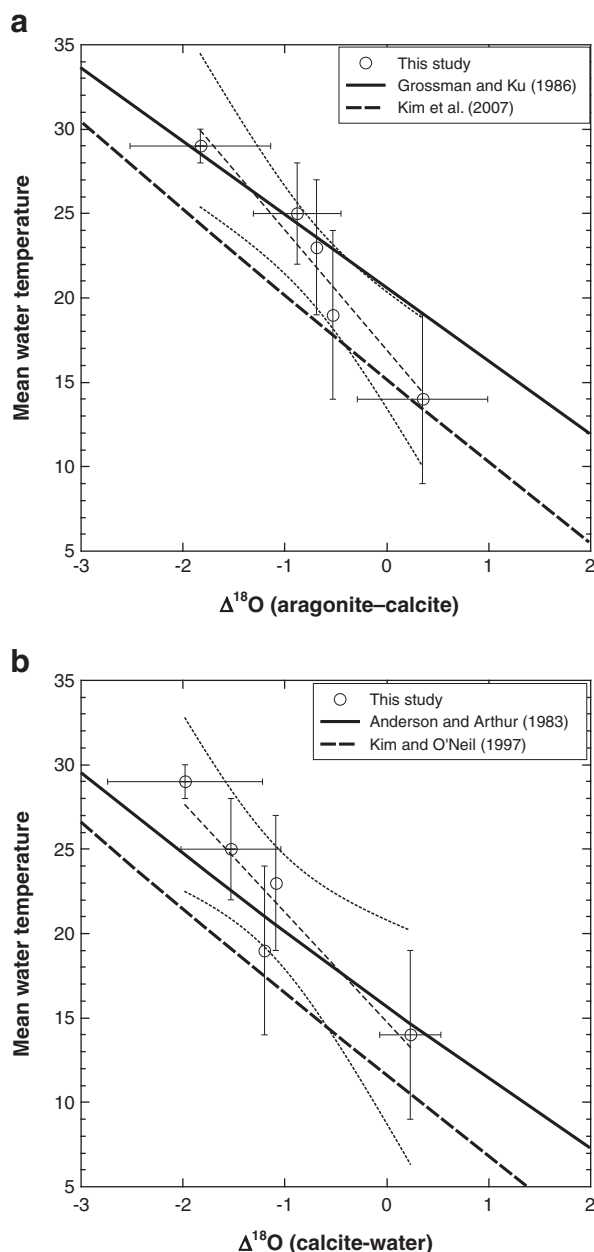 a
35
30
25
20
15
10
5
Mean water temperature
This study
Grossman and Ku (1986)
Kim et al. (2007)
-3 -2 -1 0 1 2
Δ18O (aragonite–calcite)
b
35
30
25
20
15
10
5
Mean water temperature
This study
Anderson and Arthur (1983)
Kim and O'Neil (1997)
-3 -2 -1 0 1 2
Δ18O (calcite-water)